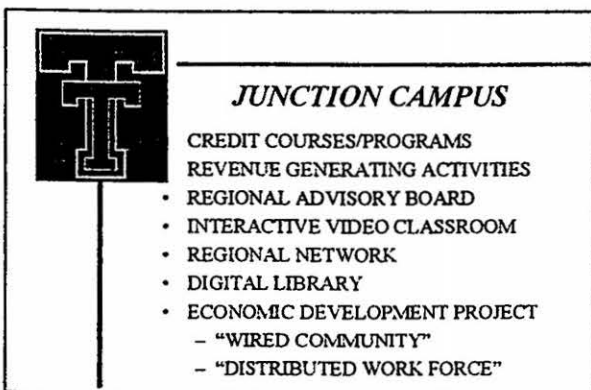 JUNCTION CAMPUS
CREDIT COURSES/PROGRAMS
REVENUE GENERATING ACTIVITIES
• REGIONAL ADVISORY BOARD
• INTERACTIVE VIDEO CLASSROOM
• REGIONAL NETWORK
• DIGITAL LIBRARY
• ECONOMIC DEVELOPMENT PROJECT
– “WIRED COMMUNITY”
– “DISTRIBUTED WORK FORCE”